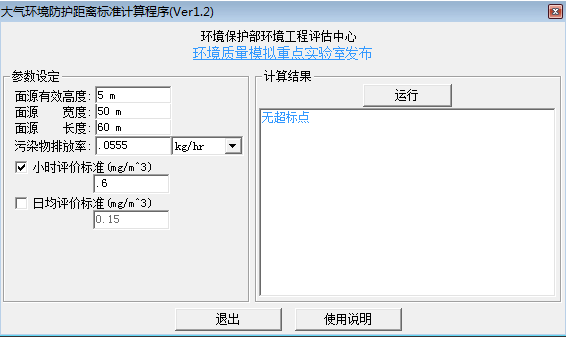 大气环境防护距离标准计算程序(Ver1.2)
环境保护部环境工程评估中心
环境质量模拟重点实验室发布
参数设定
面源有效高度: 5 m
面源 宽度: 50 m
面源 长度: 60 m
污染物排放率: .0555 kg/hr
小时评价标准(mg/m^3)
.6
日均评价标准(mg/m^3)
0.15
计算结果
运行
无超标点
退出
使用说明